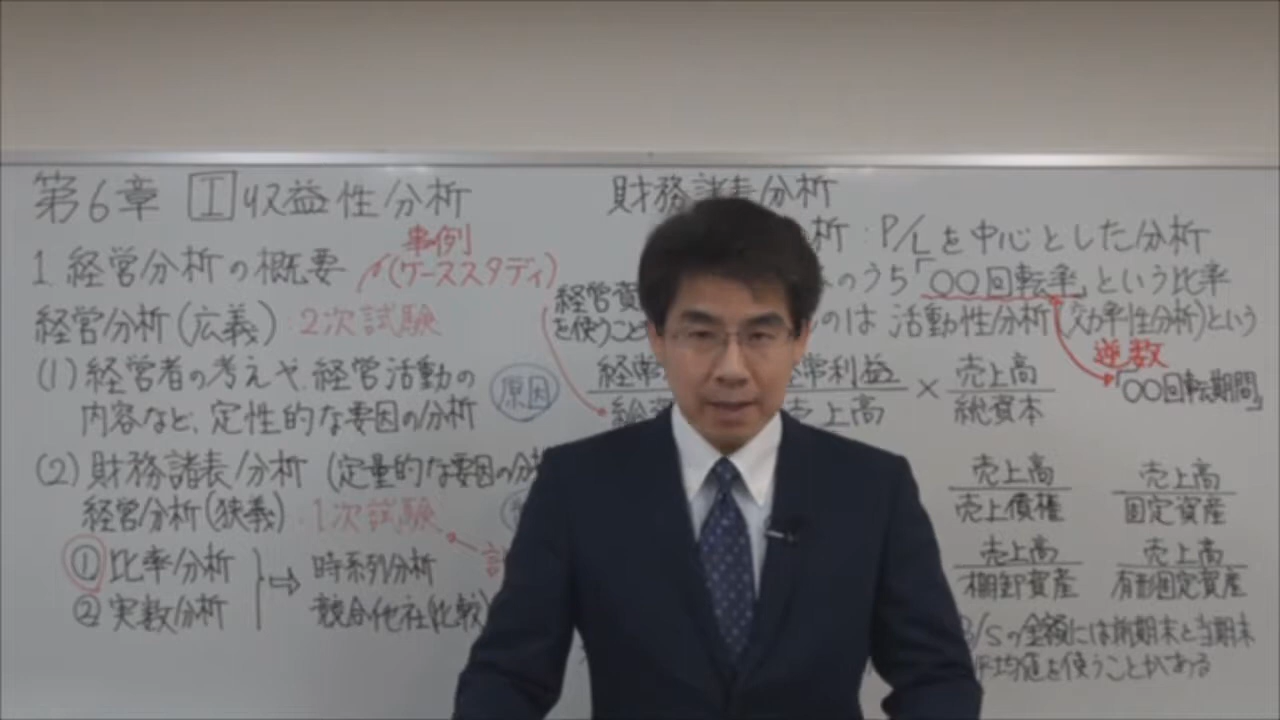 第6章 Ⅰ 収益性分析
1 経営分析の概要
事例
(ケーススタディ)
経営分析(広義) 2次試験
(1) 経営者の考えや、経営活動の
内容など、定性的な要因の分析
原因
(2) 財務諸表分析 (定量的な要因の分析
経営分析(狭義) 1次試験
① 比率分析
② 実数分析
時系列分析
競合他社比較
財務諸表分析
析:P/Lを中心とした分析
のうち「〇〇回転率」という比率
のは 活動性分析(効率性分析)という
逆数
「〇〇回転期間」
を使うこと
常利益
売上高
×
売上高
総資本
売上高
売上債権
売上高
固定資産
売上高
棚卸資産
売上高
有形固定資産
/Sの金額には前期末と当期末
平均値を使うことがある